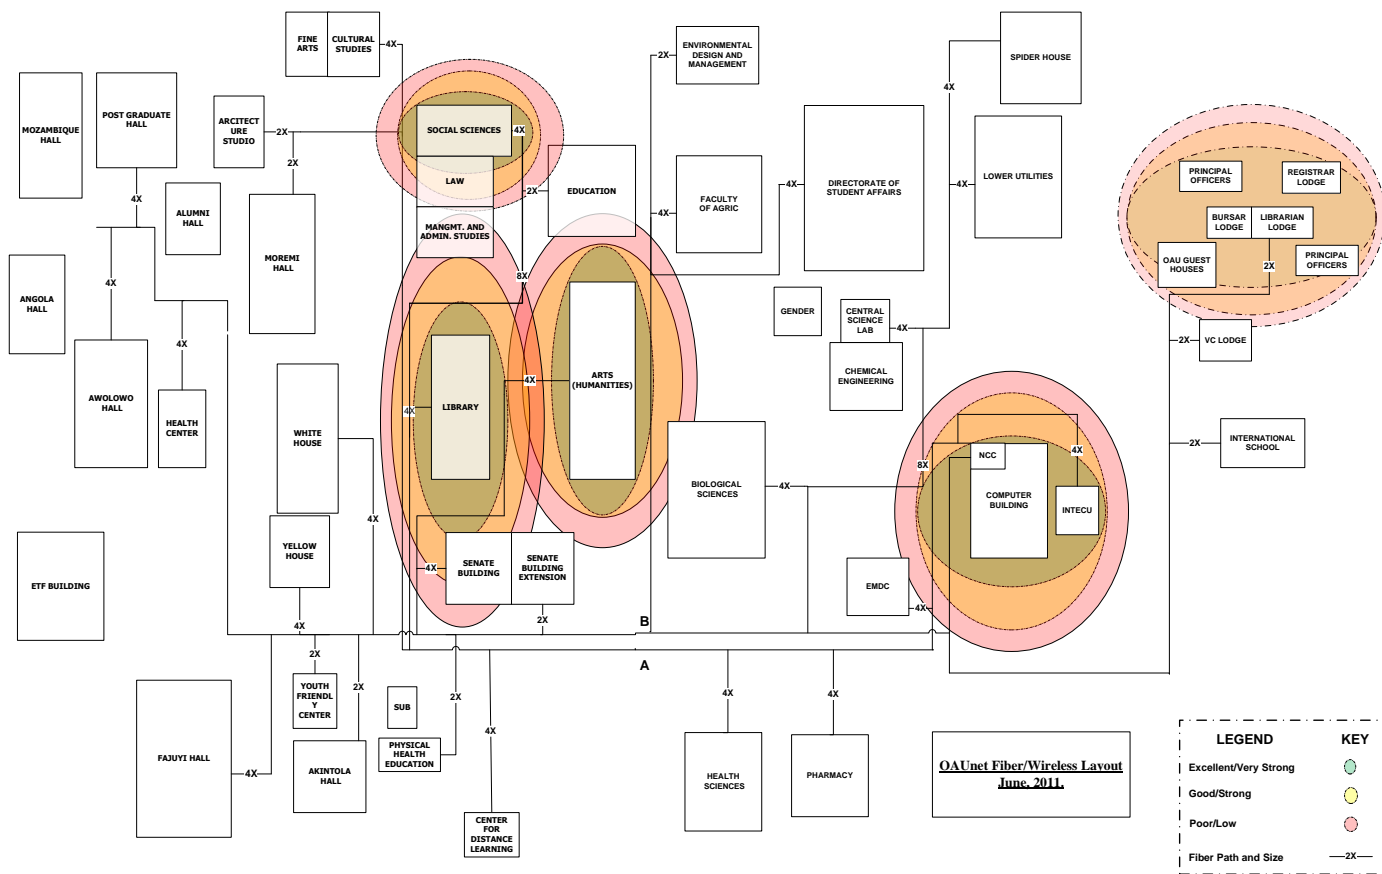 FINE
ARTS
CULTURAL
STUDIES
4X
2X
ENVIRONMENTAL
DESIGN AND
MANAGEMENT
SPIDER HOUSE
4X
MOZAMBIQUE
HALL
POST GRADUATE
HALL
ARCITECT
URE
STUDIO
2X
SOCIAL SCIENCES
4X
2X
LAW
2X
EDUCATION
FACULTY
OF AGRIC
4X
4X
DIRECTORATE OF
STUDENT AFFAIRS
4X
LOWER UTILITIES
PRINCIPAL
OFFICERS
REGISTRAR
LODGE
BURSAR
LODGE
LIBRARIAN
LODGE
OAU GUEST
HOUSES
2X
PRINCIPAL
OFFICERS
4X
ALUMNI
HALL
MANGMT. AND
ADMIN. STUDIES
MOREMI HALL
8X
ANGOLA
HALL
4X
GENDER
CENTRAL
SCIENCE
LAB
4X
CHEMICAL
ENGINEERING
2X
VC LODGE
4X
AWOLOWO
HALL
HEALTH
CENTER
WHITE
HOUSE
4X
LIBRARY
4X
ARTS
(HUMANITIES)
2X
INTERNATIONAL
SCHOOL
BIOLOGICAL
SCIENCES
4X
8X
NCC
4X
COMPUTER
BUILDING
INTECU
4X
YELLOW
HOUSE
4X
SENATE
BUILDING
SENATE
BUILDING
EXTENSION
ETF BUILDING
EMDC
4X
4X
2X
B
A
2X
YOUTH
FRIENDL
Y
CENTER
2X
SUB
2X
4X
4X
4X
FAJUYI HALL
4X
AKINTOLA
HALL
PHYSICAL
HEALTH
EDUCATION
CENTER
FOR
DISTANCE
LEARNING
HEALTH
SCIENCES
PHARMACY
OAUnet Fiber/Wireless Layout
June, 2011.
LEGEND KEY
Excellent/Very Strong
Good/Strong
Poor/Low
Fiber Path and Size 2X